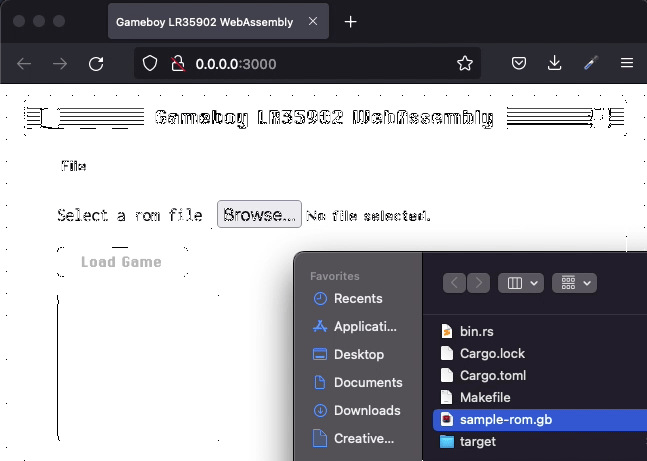 Gameboy LR35902 WebAssembly
0.0.0.0:3000
Gameboy LR35902 WebAssembly
File
Select a rom file
Browse... No file selected.
Load Game
Favorites
Recents
Applicati...
Desktop
Documents
Downloads
Creative...
bin.rs
Cargo.lock
Cargo.toml
Makefile
sample-rom.gb
target